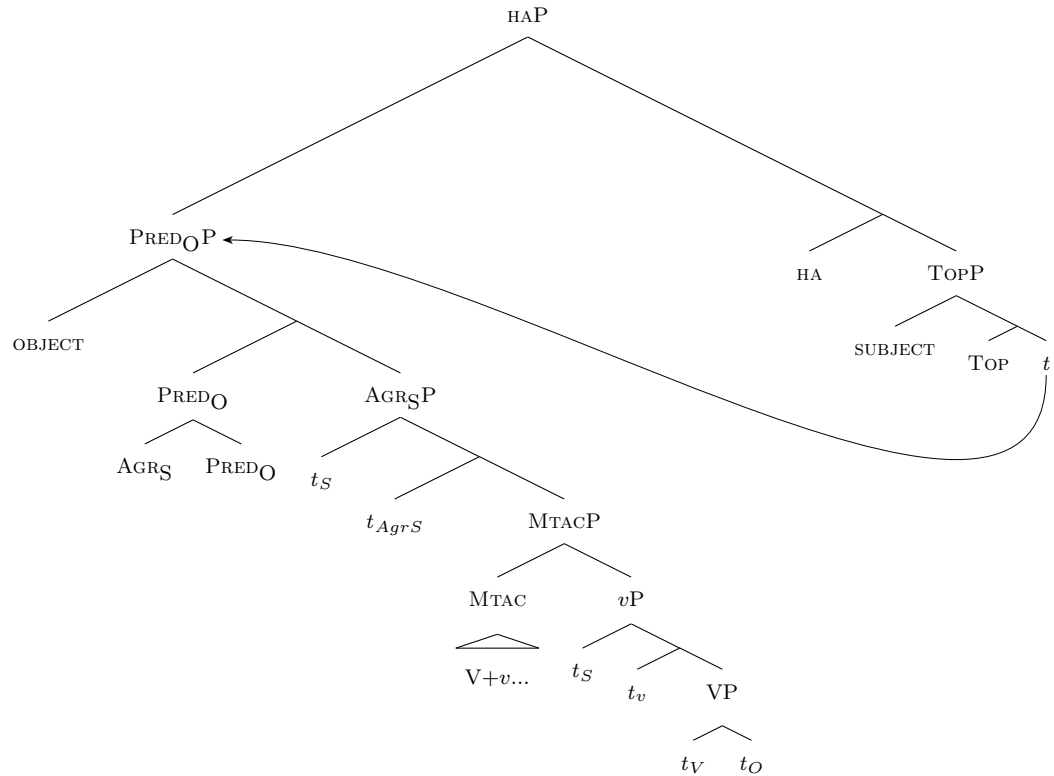 HAP
PredOP
HA
TopP
OBJECT
SUBJECT
Top
t
PredO
AgrSP
AgrS
PredO
tS
tAgrS
MtacP
Mtac
vP
V+v...
tS
tv
VP
tV
tO